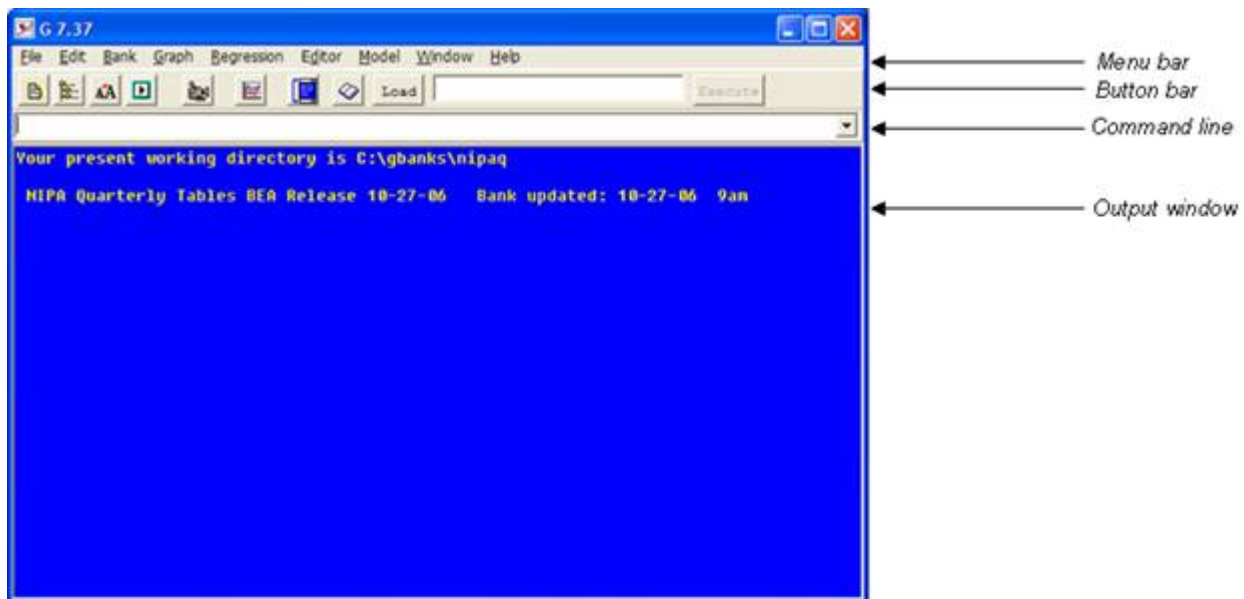 G 7.37
File Edit Bank Graph Regression Editor Model Window Help
Menu bar
Load Execute
Button bar
Command line
Your present working directory is C:\gbanks\nipaq
NIPA Quarterly Tables BEA Release 10-27-06 Bank updated: 10-27-06 9am
Output window